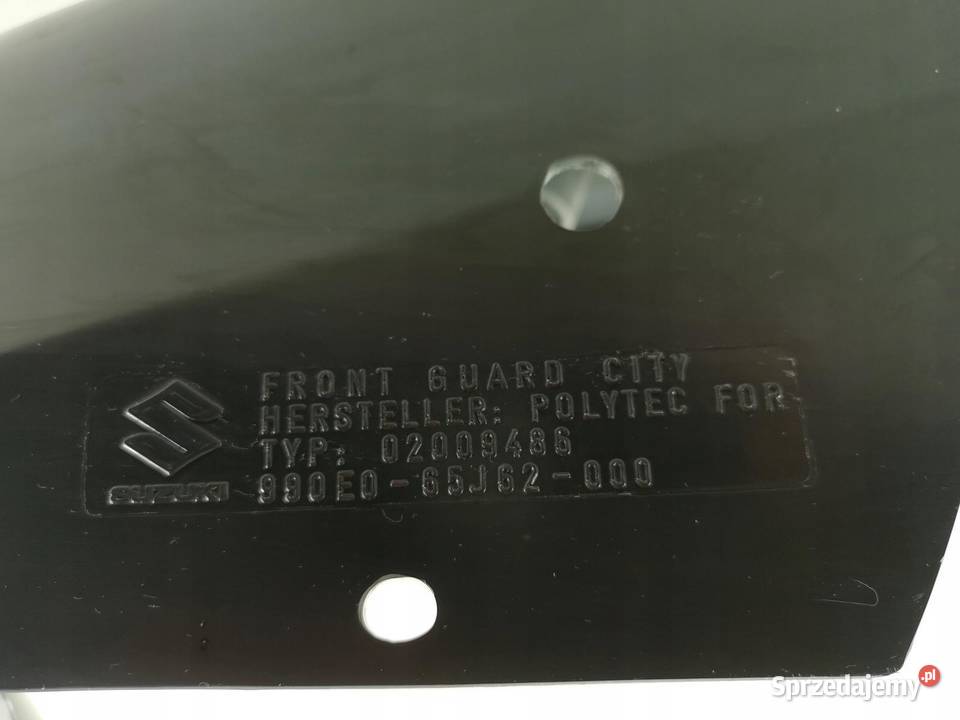 FRONT GUARD CITY
HERSTELLER: POLYTEC FOR
TYP: 02009486
990E0-65J62-000
SUZUKI
Sprzedajemy.pl